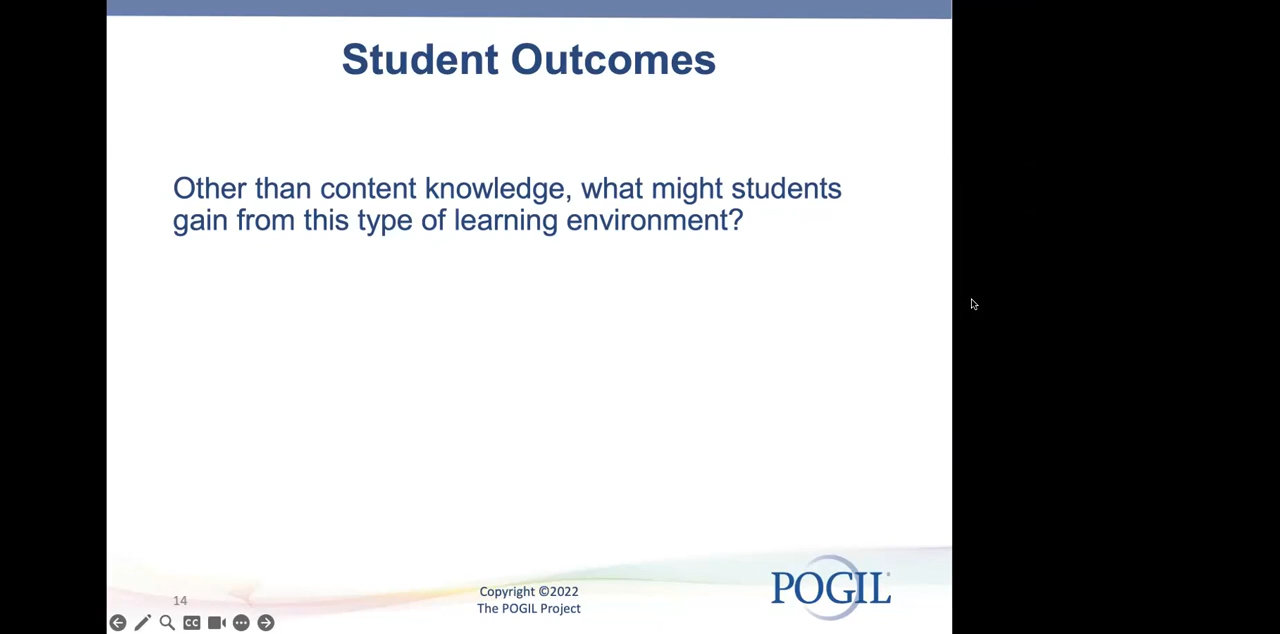 Student Outcomes
Other than content knowledge, what might students
gain from this type of learning environment?
14
Copyright ©2022
The POGIL Project
POGIL®
CC